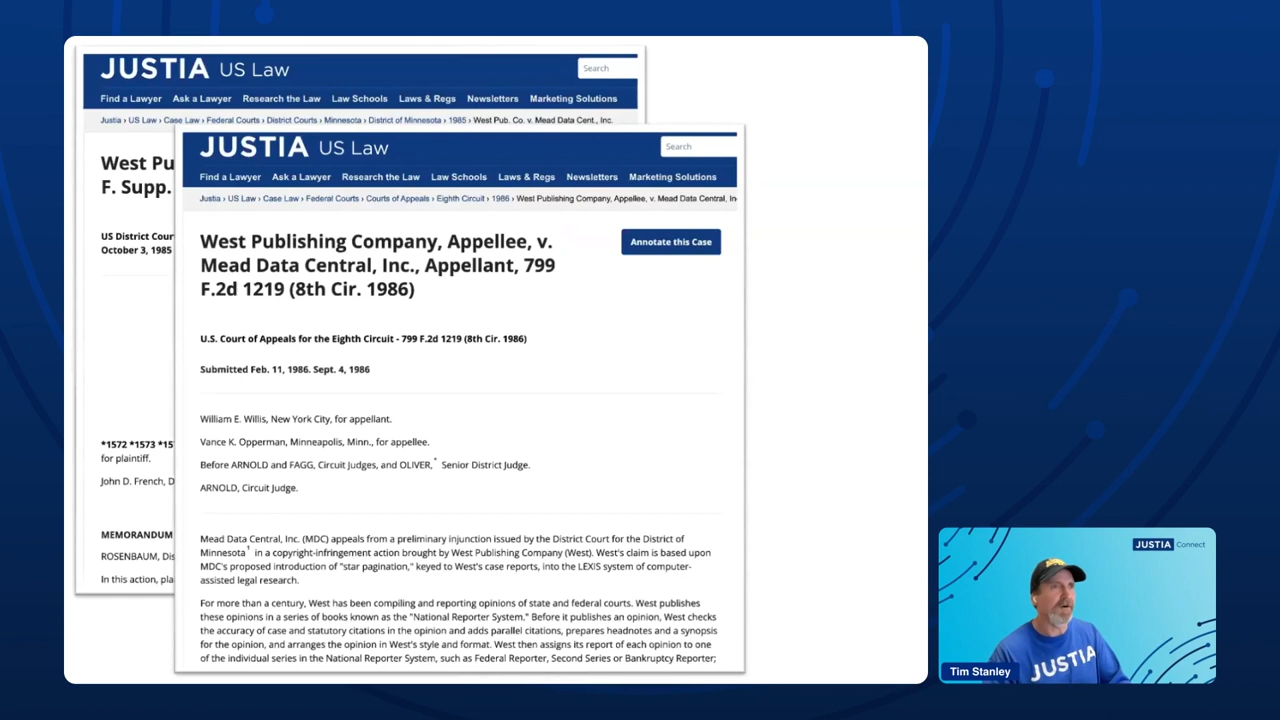 JUSTIA US Law
Search
Find a Lawyer Ask a Lawyer Research the Law Law Schools Laws & Regs Newsletters Marketing Solutions
Justia › US Law › Case Law › Federal Courts › District Courts › Minnesota › District of Minnesota › 1985 › West Pub. Co. v. Mead Data Cent., Inc.
West Pu
F. Supp.
US District Cour
October 3, 1985
*1572 *1573 *15
for plaintiff.
John D. French, D
MEMORANDUM
ROSENBAUM, Dis
In this action, pla
JUSTIA US Law
Search
Find a Lawyer Ask a Lawyer Research the Law Law Schools Laws & Regs Newsletters Marketing Solutions
Justia › US Law › Case Law › Federal Courts › Courts of Appeals › Eighth Circuit › 1986 › West Publishing Company, Appellee, v. Mead Data Central, In
West Publishing Company, Appellee, v.
Mead Data Central, Inc., Appellant, 799
F.2d 1219 (8th Cir. 1986)
Annotate this Case
U.S. Court of Appeals for the Eighth Circuit - 799 F.2d 1219 (8th Cir. 1986)
Submitted Feb. 11, 1986. Sept. 4, 1986
William E. Willis, New York City, for appellant.
Vance K. Opperman, Minneapolis, Minn., for appellee.
Before ARNOLD and FAGG, Circuit Judges, and OLIVER,* Senior District Judge.
ARNOLD, Circuit Judge.
Mead Data Central, Inc. (MDC) appeals from a preliminary injunction issued by the District Court for the District of
Minnesota1 in a copyright-infringement action brought by West Publishing Company (West). West's claim is based upon
MDC's proposed introduction of "star pagination," keyed to West's case reports, into the LEXIS system of computer-
assisted legal research.
For more than a century, West has been compiling and reporting opinions of state and federal courts. West publishes
these opinions in a series of books known as the "National Reporter System." Before it publishes an opinion, West checks
the accuracy of case and statutory citations in the opinion and adds parallel citations, prepares headnotes and a synopsis
for the opinion, and arranges the opinion in West's style and format. West then assigns its report of each opinion to one
of the individual series in the National Reporter System, such as Federal Reporter, Second Series or Bankruptcy Reporter;
JUSTIA Connect
JUSTIA
Tim Stanley